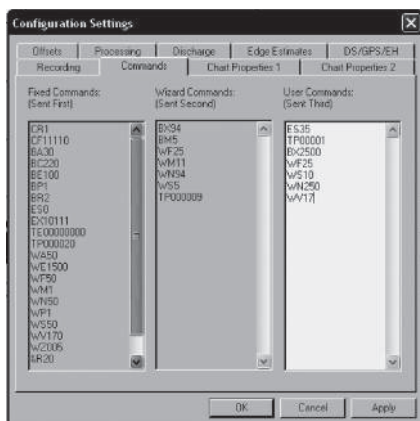 Configuration Settings
Offsets Processing Discharge Edge Estimates DS/GPS/EH
Recording Commands Chart Properties 1 Chart Properties 2
Fixed Commands:
(Sent First)
CR1
CF11110
BA30
BC220
BE100
BP1
BR2
ES0
EX10111
TE00000000
TP000020
WA50
WE1500
WF50
WM1
WN50
WP1
WS50
WV170
WZ005
&R20
Wizard Commands:
(Sent Second)
BX94
BM5
WF25
WM11
WN94
WS5
TP000009
User Commands:
(Sent Third)
ES35
TP00001
BX2500
WF25
WS10
WN250
WV17
OK Cancel Apply